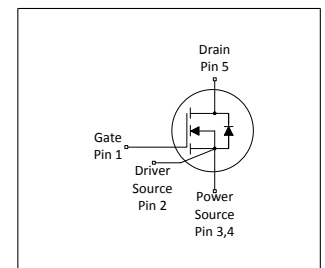 Drain
Pin 5
Gate
Pin 1
Driver
Source
Pin 2
Power
Source
Pin 3,4